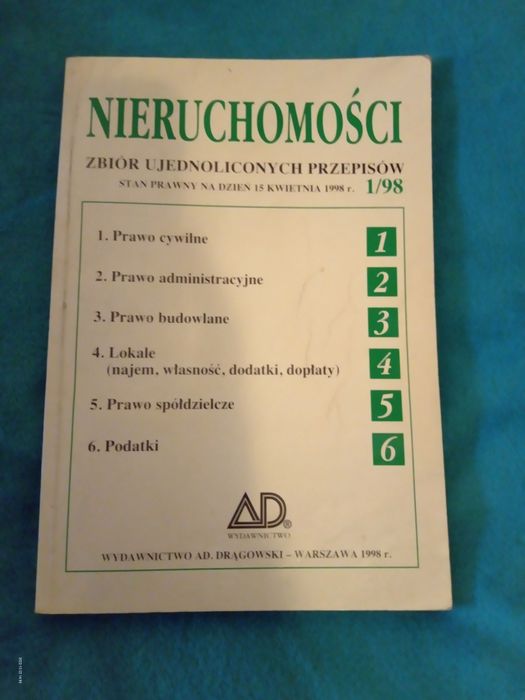 NIERUCHOMOŚCI
ZBIÓR UJEDNOLICONYCH PRZEPISÓW
STAN PRAWNY NA DZIEŃ 15 KWIETNIA 1998 r. 1/98
1. Prawo cywilne 1
2. Prawo administracyjne 2
3. Prawo budowlane 3
4. Lokale
(najem, własność, dodatki, dopłaty) 4
5. Prawo spółdzielcze 5
6. Podatki 6
AD®
WYDAWNICTWO
WYDAWNICTWO AD. DRĄGOWSKI – WARSZAWA 1998 r.